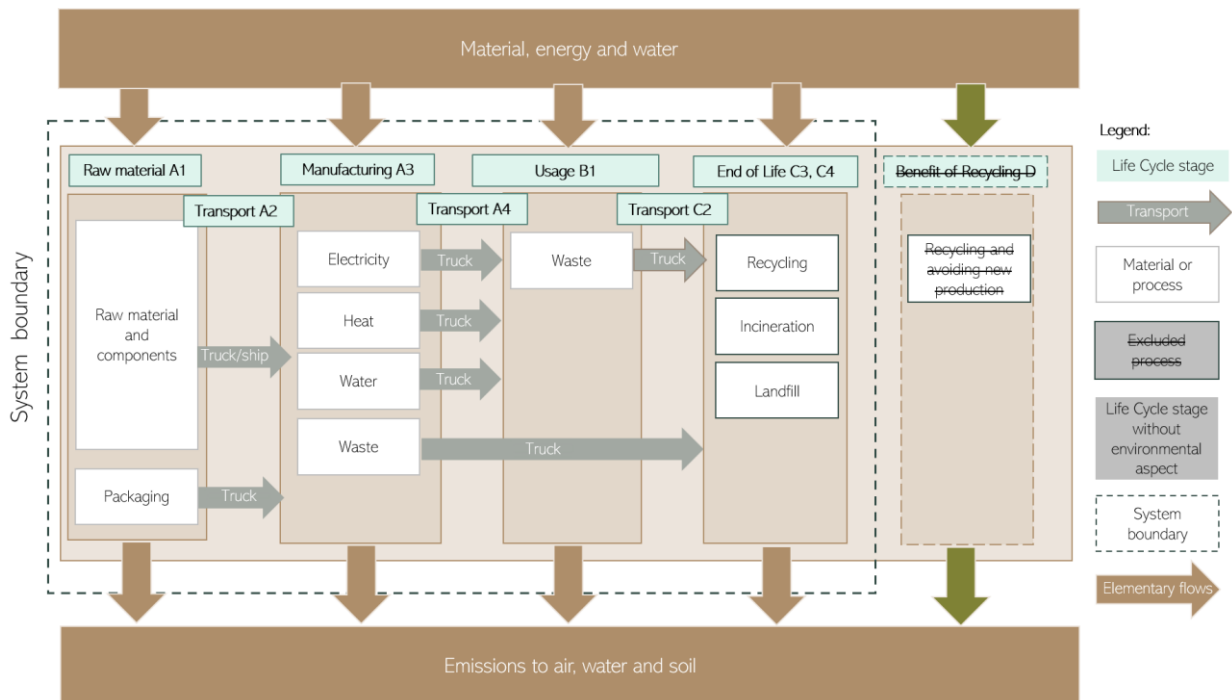 Material, energy and water
Legend:
Raw material A1
Manufacturing A3
Usage B1
End of Life C3, C4
Benefit of Recycling D
Life Cycle stage
Transport A2
Transport A4
Transport C2
Transport
System boundary
Raw material
and
components
Truck/ship
Packaging
Truck
Electricity
Truck
Heat
Truck
Water
Truck
Waste
Truck
Waste
Truck
Recycling
Incineration
Landfill
Recycling and
avoiding new
production
Material or
process
Excluded
process
Life Cycle stage
without
environmental
aspect
System
boundary
Elementary flows
Emissions to air, water and soil